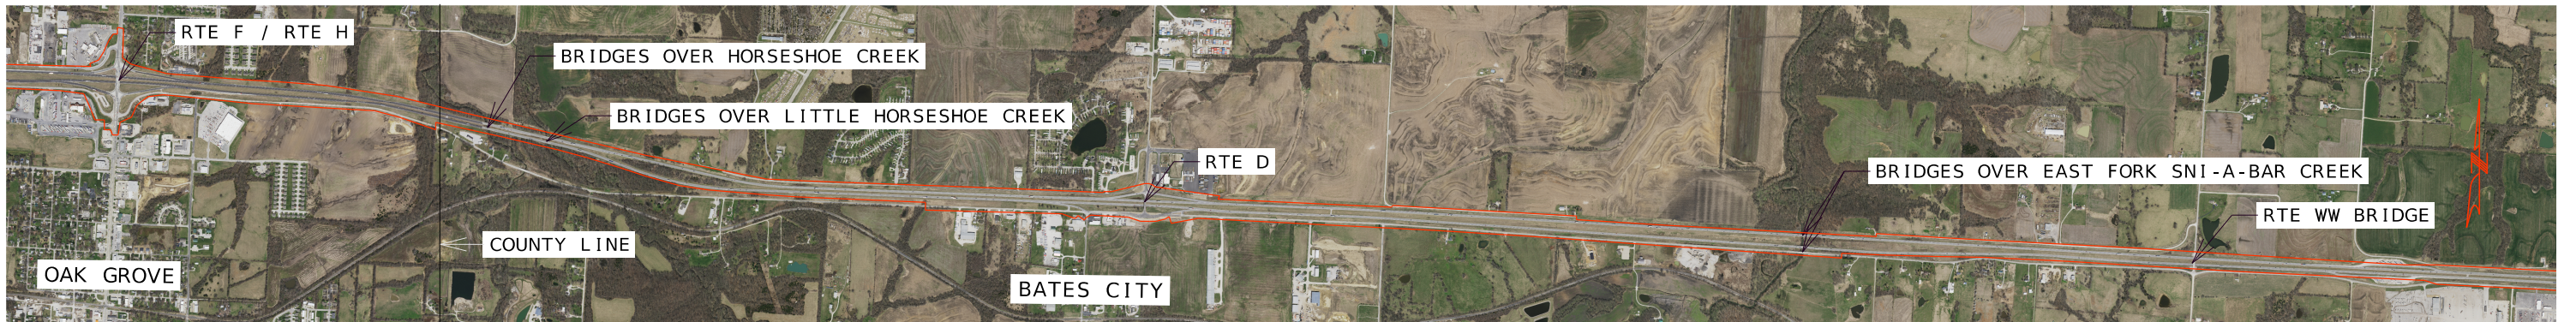 RTE F / RTE H
BRIDGES OVER HORSESHOE CREEK
BRIDGES OVER LITTLE HORSESHOE CREEK
RTE D
BRIDGES OVER EAST FORK SNI-A-BAR CREEK
RTE WW BRIDGE
COUNTY LINE
OAK GROVE
BATES CITY